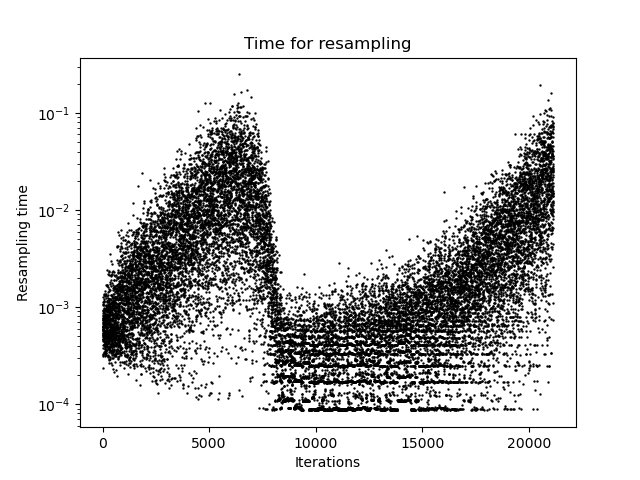 Time for resampling
10⁻¹
10⁻²
10⁻³
10⁻⁴
Resampling time
0 5000 10000 15000 20000
Iterations